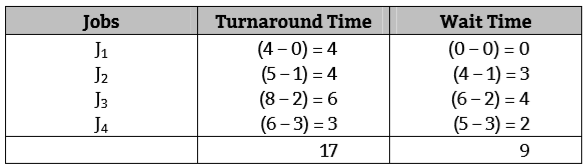 Jobs Turnaround Time Wait Time
J₁ (4 – 0) = 4 (0 – 0) = 0
J₂ (5 – 1) = 4 (4 – 1) = 3
J₃ (8 – 2) = 6 (6 – 2) = 4
J₄ (6 – 3) = 3 (5 – 3) = 2
17 9